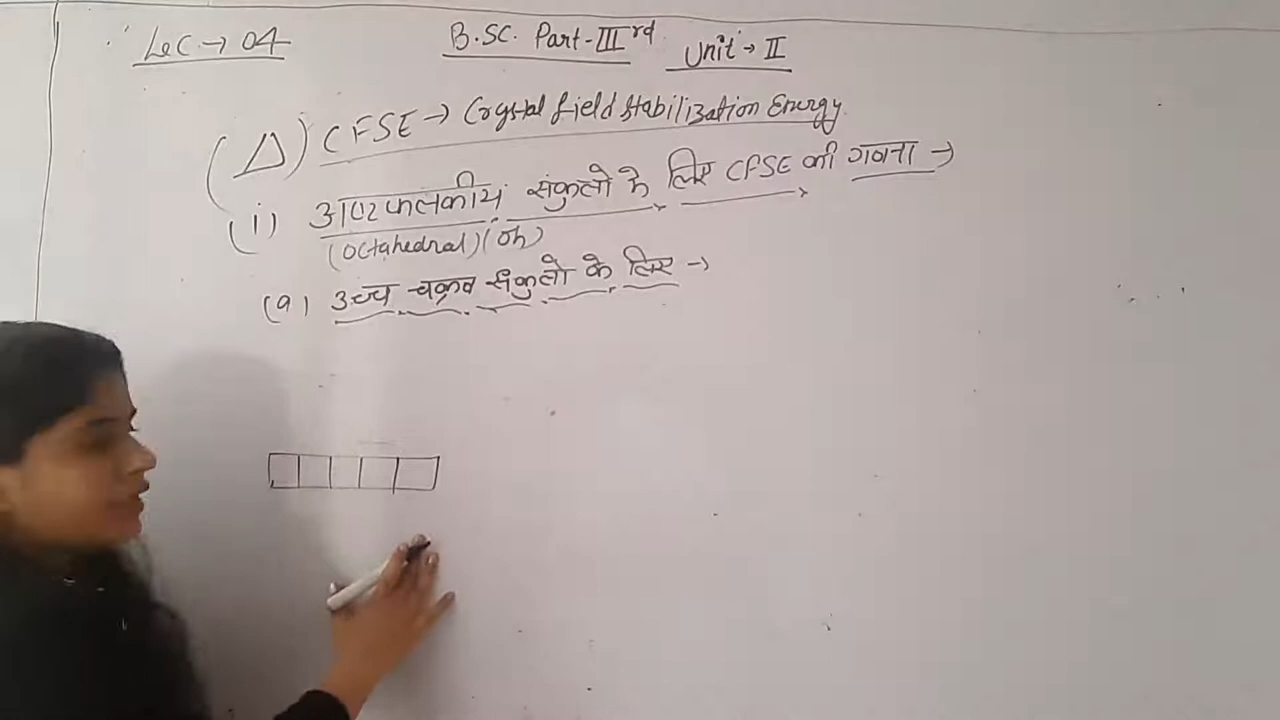 Lec → 04
B.SC. Part-IIIrd Unit → II
(Δ) CFSE → Crystal field Stabilization Energy
(i) अष्टफलकीय संकुलो के लिए CFSE की गणना →
(Octahedral) (Oh)
(a) उच्च चक्रव संकुलो के लिए →